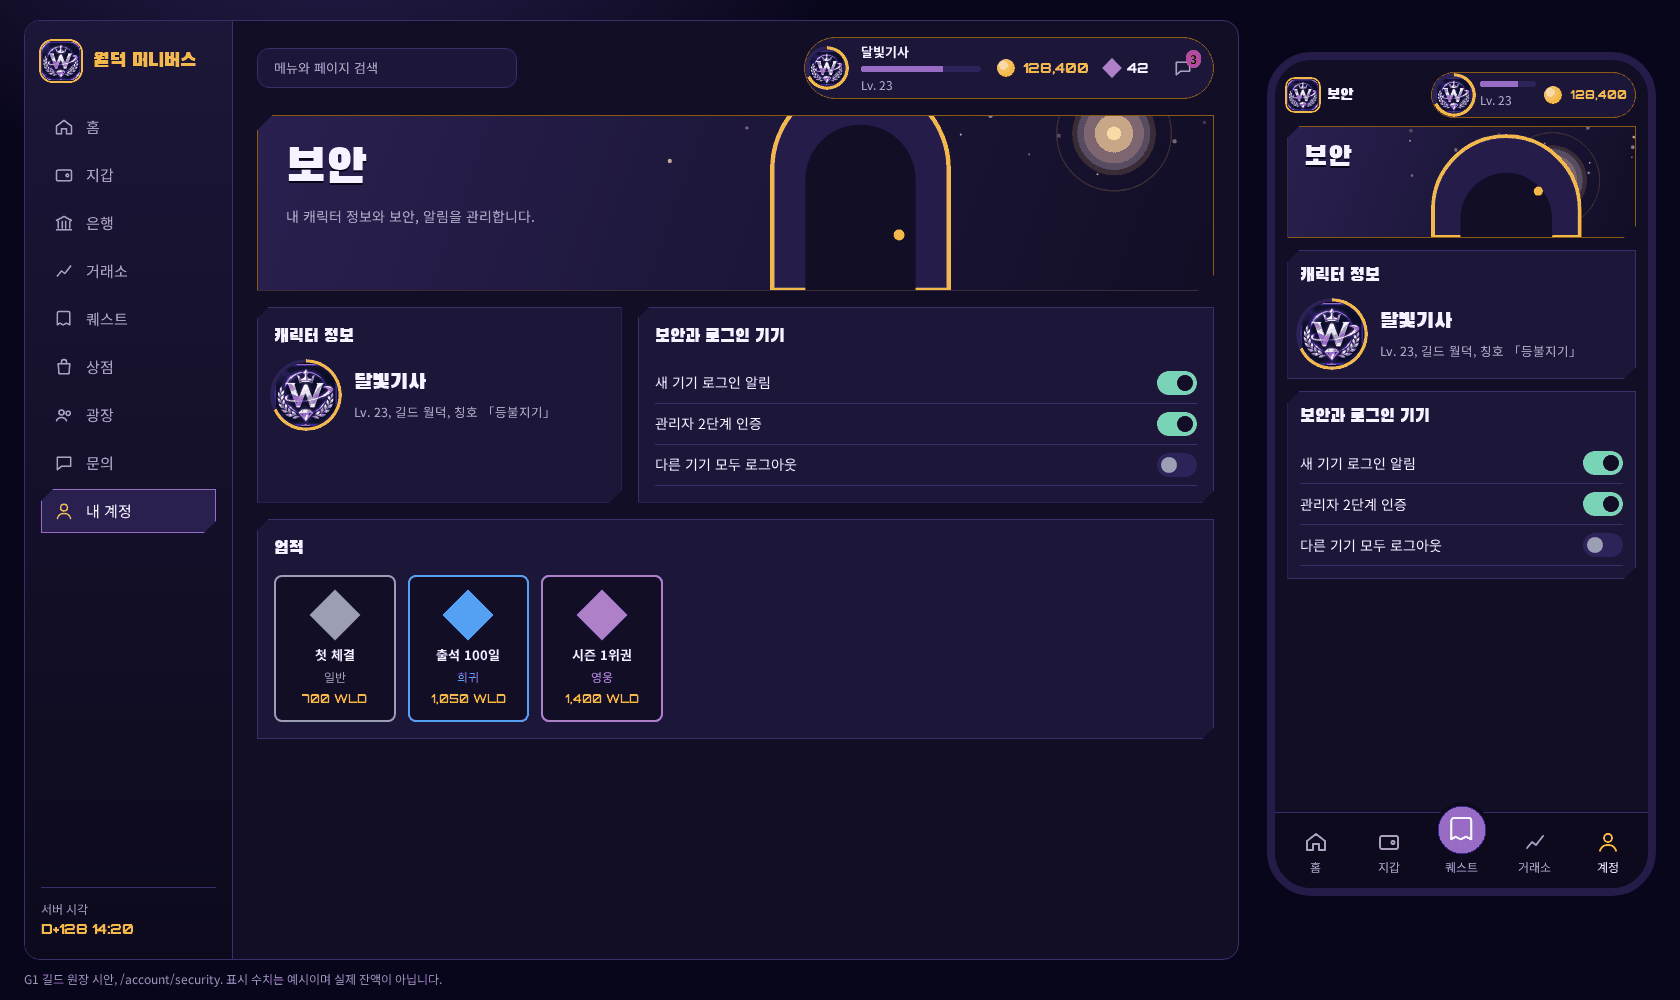 월덕 머니버스
홈
지갑
은행
거래소
퀘스트
상점
광장
문의
내 계정
서버 시각
D+128 14:20
메뉴와 페이지 검색
달빛기사
Lv. 23
128,400
42
3
보안
내 캐릭터 정보와 보안, 알림을 관리합니다.
캐릭터 정보
달빛기사
Lv. 23, 길드 월덕, 칭호 「등불지기」
보안과 로그인 기기
새 기기 로그인 알림
관리자 2단계 인증
다른 기기 모두 로그아웃
업적
첫 체결
일반
700 WLD
출석 100일
희귀
1,050 WLD
시즌 1위권
영웅
1,400 WLD
G1 길드 원장 시안, /account/security. 표시 수치는 예시이며 실제 잔액이 아닙니다.
보안
Lv. 23
128,400
보안
캐릭터 정보
달빛기사
Lv. 23, 길드 월덕, 칭호 「등불지기」
보안과 로그인 기기
새 기기 로그인 알림
관리자 2단계 인증
다른 기기 모두 로그아웃
홈
지갑
퀘스트
거래소
계정